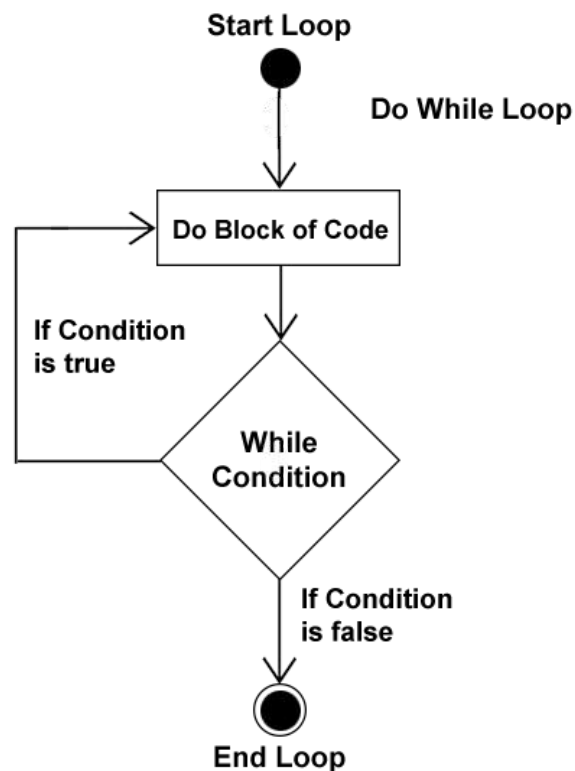 Start Loop
Do While Loop
Do Block of Code
If Condition
is true
While
Condition
If Condition
is false
End Loop